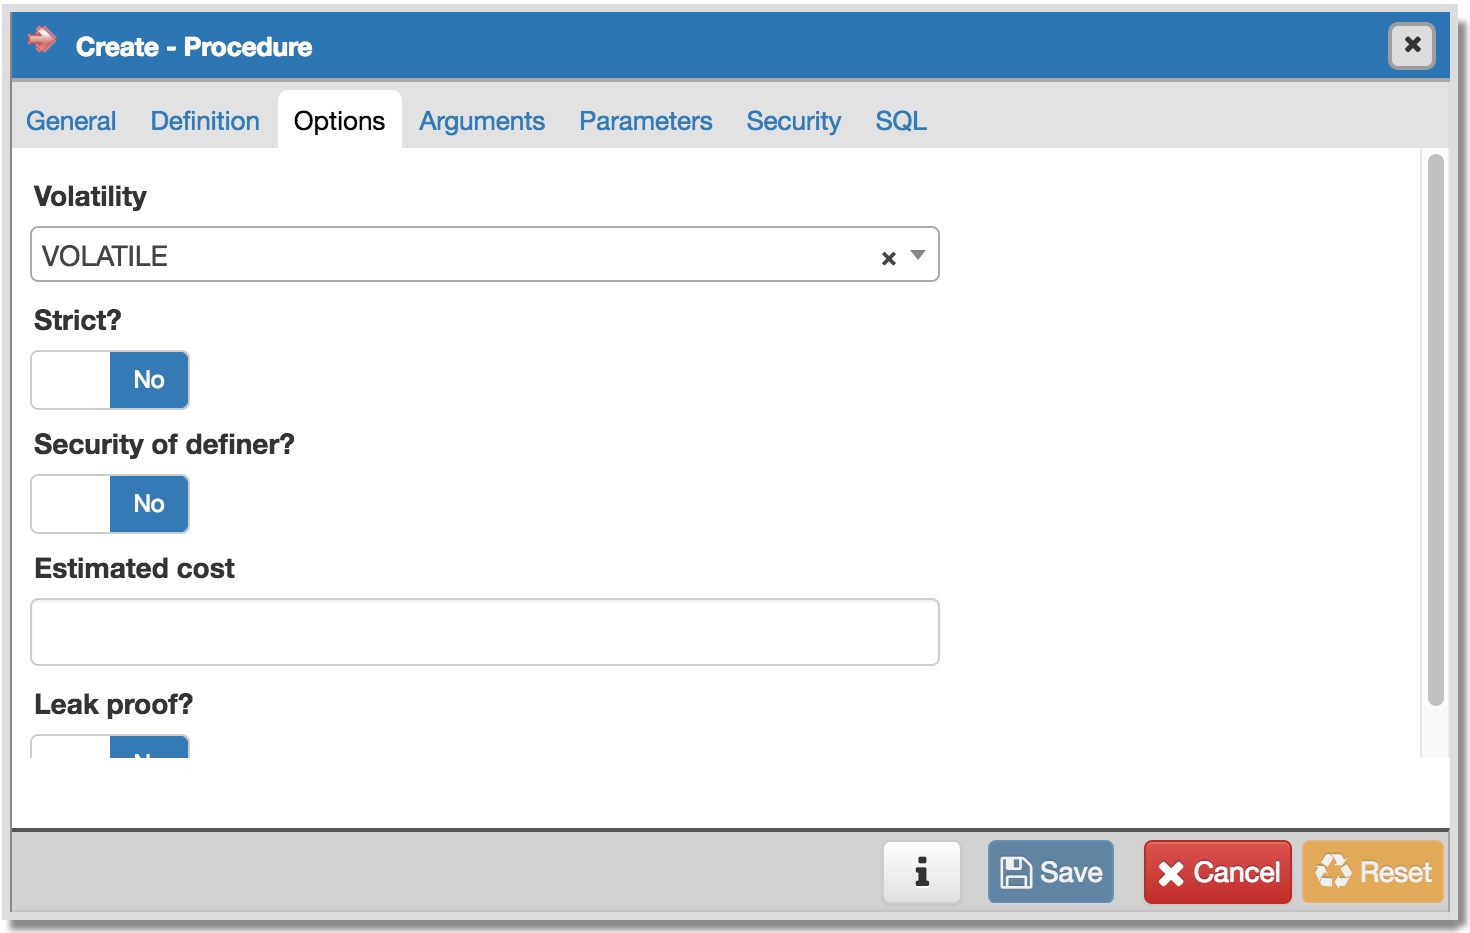 Create - Procedure
General Definition Options Arguments Parameters Security SQL
Volatility
VOLATILE
Strict?
No
Security of definer?
No
Estimated cost
Leak proof?
Save Cancel Reset